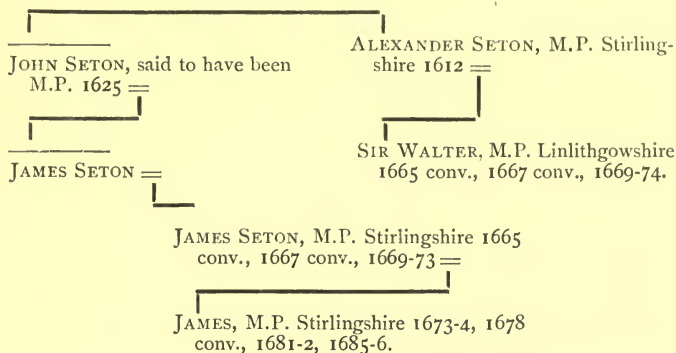 JOHN SETON, said to have been
M.P. 1625 =
ALEXANDER SETON, M.P. Stirling-
shire 1612 =
JAMES SETON =
SIR WALTER, M.P. Linlithgowshire
1665 conv., 1667 conv., 1669-74.
JAMES SETON, M.P. Stirlingshire 1665
conv., 1667 conv., 1669-73 =
JAMES, M.P. Stirlingshire 1673-4, 1678
conv., 1681-2, 1685-6.